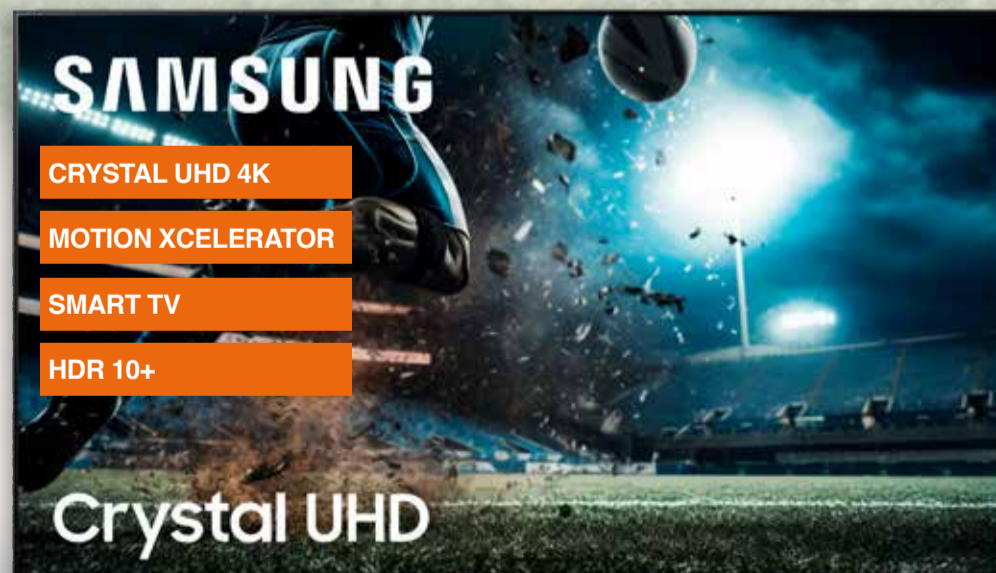 SAMSUNG
CRYSTAL UHD 4K
MOTION XCELERATOR
SMART TV
HDR 10+
Crystal UHD